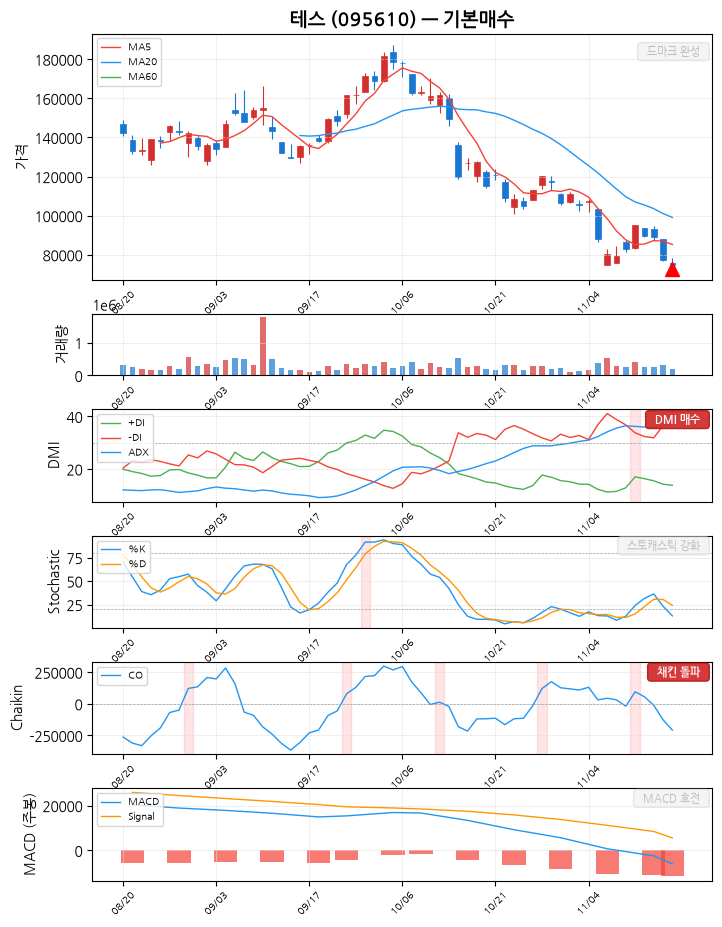 테스 (095610) — 기본매수
MA5
MA20
MA60
드마크 완성
가격
180000
160000
140000
120000
100000
80000
08/20
09/03
09/17
10/06
10/21
11/04
1e6
거래량
1
0
08/20
09/03
09/17
10/06
10/21
11/04
DMI
+DI
-DI
ADX
DMI 매수
40
20
08/20
09/03
09/17
10/06
10/21
11/04
Stochastic
%K
%D
스토캐스틱 강화
75
50
25
08/20
09/03
09/17
10/06
10/21
11/04
Chaikin
CO
채킨 돌파
250000
0
-250000
08/20
09/03
09/17
10/06
10/21
11/04
MACD (주봉)
MACD
Signal
MACD 호전
20000
0
08/20
09/03
09/17
10/06
10/21
11/04